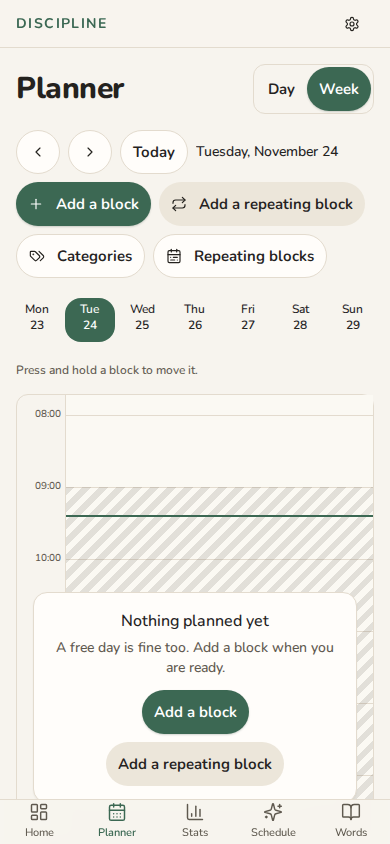 DISCIPLINE
Planner
Day Week
Today Tuesday, November 24
Add a block Add a repeating block
Categories Repeating blocks
Mon Tue Wed Thu Fri Sat Sun
23 24 25 26 27 28 29
Press and hold a block to move it.
08:00
09:00
10:00
Nothing planned yet
A free day is fine too. Add a block when you
are ready.
Add a block
Add a repeating block
Home Planner Stats Schedule Words